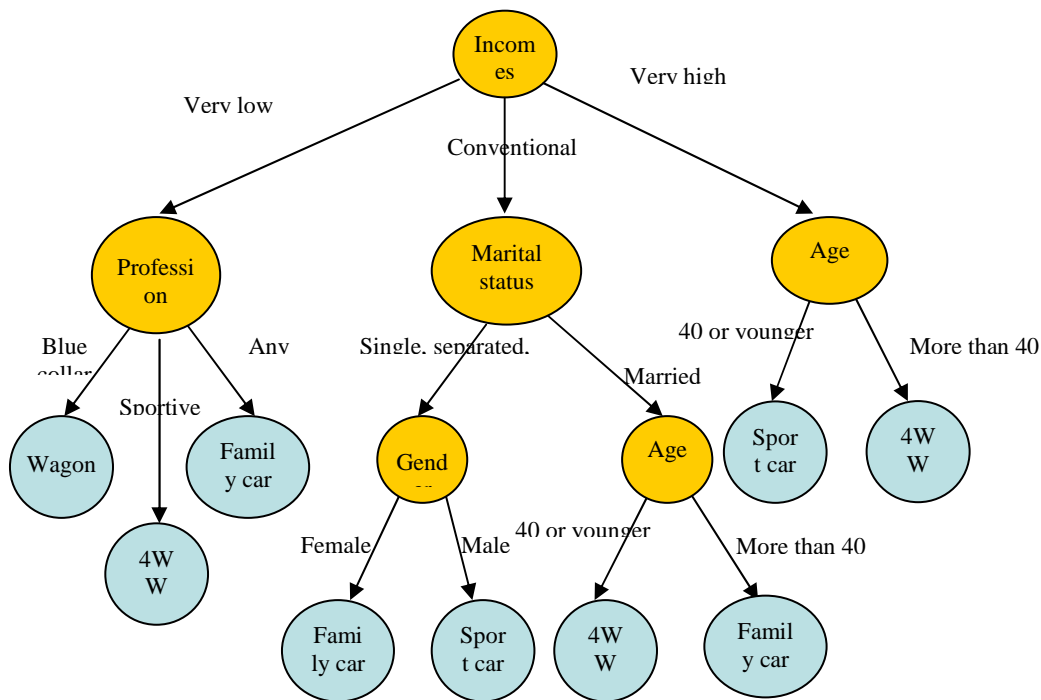 Incom
es
Very low
Very high
Conventional
Professi
on
Marital
status
Age
Blue
collar
Any
Sportive
Single, separated,
Married
40 or younger
More than 40
Wagon
Famil
y car
4W
W
Gend
Age
Spor
t car
4W
W
Female
Male
40 or younger
More than 40
Fami
ly car
Spor
t car
4W
W
Famil
y car